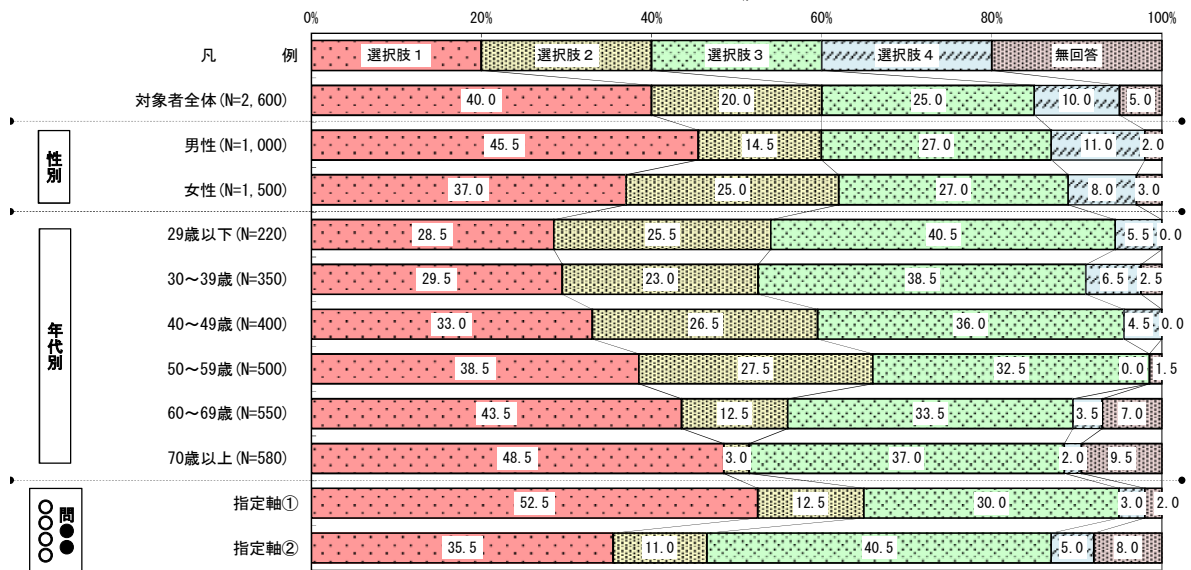 0% 20% 40% 60% 80% 100%
凡 例 選択肢1 選択肢2 選択肢3 選択肢4 無回答
対象者全体(N=2,600) 40.0 20.0 25.0 10.0 5.0
性別
男性(N=1,000) 45.5 14.5 27.0 11.0 2.0
女性(N=1,500) 37.0 25.0 27.0 8.0 3.0
年代別
29歳以下(N=220) 28.5 25.5 40.5 5.5 0.0
30～39歳(N=350) 29.5 23.0 38.5 6.5 2.5
40～49歳(N=400) 33.0 26.5 36.0 4.5 0.0
50～59歳(N=500) 38.5 27.5 32.5 0.0 1.5
60～69歳(N=550) 43.5 12.5 33.5 3.5 7.0
70歳以上(N=580) 48.5 3.0 37.0 2.0 9.5
問●●
○○○○
指定軸① 52.5 12.5 30.0 3.0 2.0
指定軸② 35.5 11.0 40.5 5.0 8.0